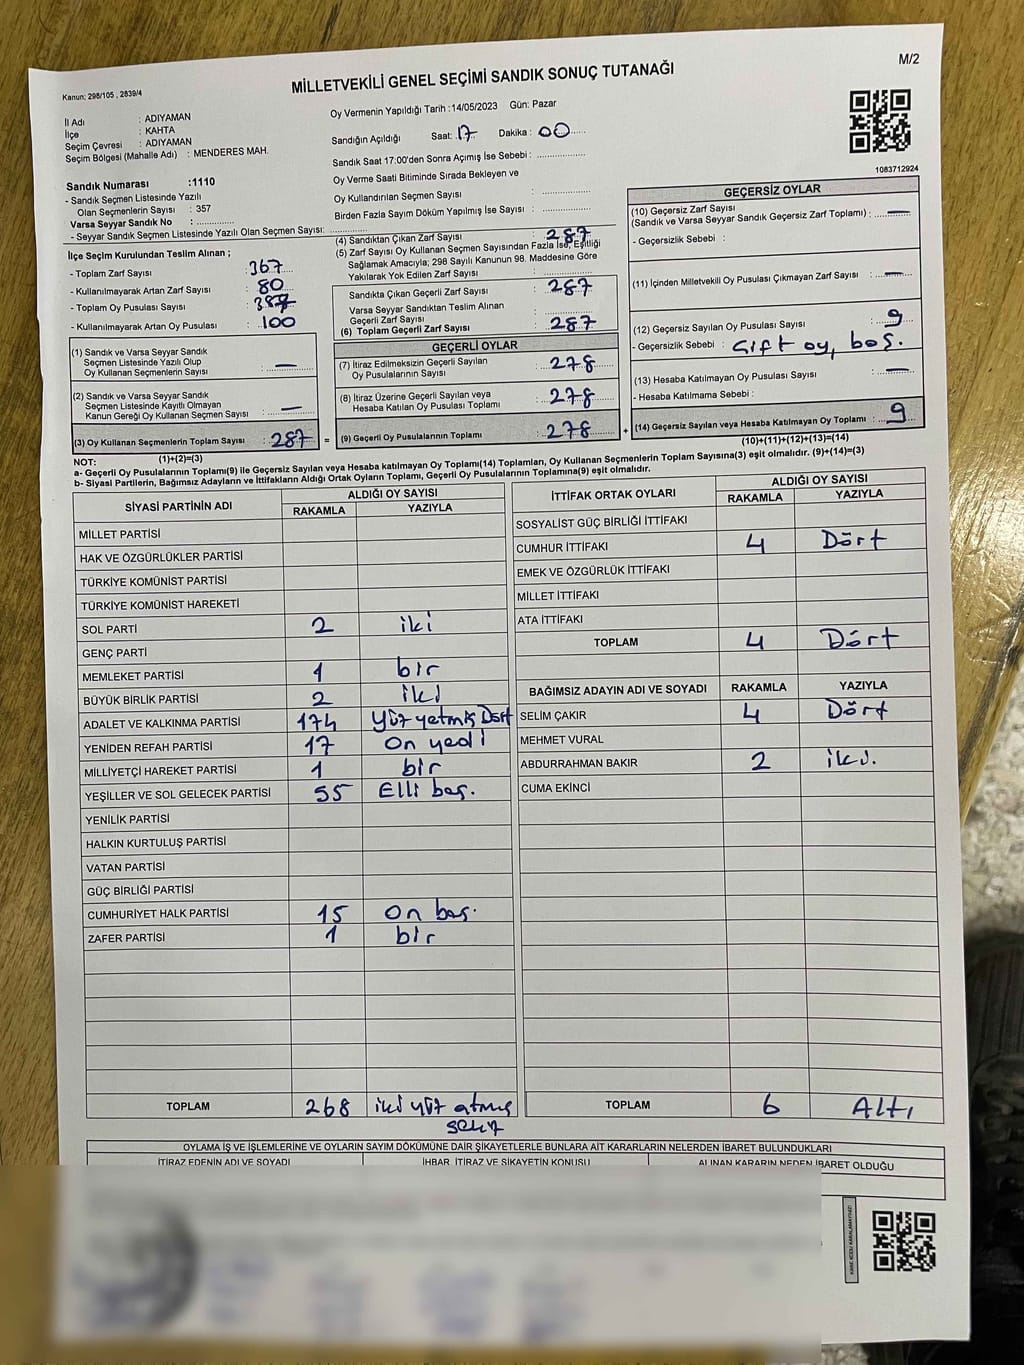 M/2
MİLLETVEKİLİ GENEL SEÇİMİ SANDIK SONUÇ TUTANAĞI
Kanun; 298/105 , 2839/4
İl Adı : ADIYAMAN
İlçe : KAHTA
Seçim Çevresi : ADIYAMAN
Seçim Bölgesi (Mahalle Adı) : MENDERES MAH.
Sandık Numarası :1110
- Sandık Seçmen Listesinde Yazılı
Olan Seçmenlerin Sayısı : 357
Varsa Seyyar Sandık No :
- Seyyar Sandık Seçmen Listesinde Yazılı Olan Seçmen Sayısı:
Oy Vermenin Yapıldığı Tarih :14/05/2023 Gün: Pazar
Sandığın Açıldığı Saat: 17 Dakika : 00
Sandık Saat 17:00'den Sonra Açımış İse Sebebi :
Oy Verme Saati Bitiminde Sırada Bekleyen ve
Oy Kullandırılan Seçmen Sayısı :
Birden Fazla Sayım Döküm Yapılmış İse Sayısı :
1083712924
İlçe Seçim Kurulundan Teslim Alınan ;
- Toplam Zarf Sayısı : 367
- Kullanılmayarak Artan Zarf Sayısı : 80
- Toplam Oy Pusulası Sayısı :
- Kullanılmayarak Artan Oy Pusulası : 100
(1) Sandık ve Varsa Seyyar Sandık
Seçmen Listesinde Yazılı Olup
Oy Kullanan Seçmenlerin Sayısı : —
(2) Sandık ve Varsa Seyyar Sandık
Seçmen Listesinde Kayıtlı Olmayan
Kanun Gereği Oy Kullanan Seçmen Sayısı : —
(3) Oy Kullanan Seçmenlerin Toplam Sayısı : 287 =
(1)+(2)=(3)
(4) Sandıktan Çıkan Zarf Sayısı : 287
(5) Zarf Sayısı Oy Kullanan Seçmen Sayısından Fazla İse, Eşitliği
Sağlamak Amacıyla; 298 Sayılı Kanunun 98. Maddesine Göre
Yakılarak Yok Edilen Zarf Sayısı :
Sandıkta Çıkan Geçerli Zarf Sayısı : 287
Varsa Seyyar Sandıktan Teslim Alınan
Geçerli Zarf Sayısı :
(6) Toplam Geçerli Zarf Sayısı : 287
GEÇERLİ OYLAR
(7) İtiraz Edilmeksizin Geçerli Sayılan
Oy Pusulalarının Sayısı : 278
(8) İtiraz Üzerine Geçerli Sayılan veya
Hesaba Katılan Oy Pusulası Toplamı : 278
(9) Geçerli Oy Pusulalarının Toplamı : 278 +
GEÇERSİZ OYLAR
(10) Geçersiz Zarf Sayısı
(Sandık ve Varsa Seyyar Sandık Geçersiz Zarf Toplamı) : —
- Geçersizlik Sebebi :
(11) İçinden Milletvekili Oy Pusulası Çıkmayan Zarf Sayısı : —
(12) Geçersiz Sayılan Oy Pusulası Sayısı : 9
- Geçersizlik Sebebi : Çift oy, boş.
(13) Hesaba Katılmayan Oy Pusulası Sayısı : —
- Hesaba Katılmama Sebebi :
(14) Geçersiz Sayılan veya Hesaba Katılmayan Oy Toplamı : 9
(10)+(11)+(12)+(13)=(14)
NOT:
a- Geçerli Oy Pusulalarının Toplamı(9) ile Geçersiz Sayılan veya Hesaba katılmayan Oy Toplamı(14) Toplamları, Oy Kullanan Seçmenlerin Toplam Sayısına(3) eşit olmalıdır. (9)+(14)=(3)
b- Siyasi Partilerin, Bağımsız Adayların ve İttifakların Aldığı Ortak Oyların Toplamı, Geçerli Oy Pusulalarının Toplamına(9) eşit olmalıdır.
SİYASİ PARTİNİN ADI ALDIĞI OY SAYISI
RAKAMLA YAZIYLA
MİLLET PARTİSİ
HAK VE ÖZGÜRLÜKLER PARTİSİ
TÜRKİYE KOMÜNİST PARTİSİ
TÜRKİYE KOMÜNİST HAREKETİ
SOL PARTİ 2 iki
GENÇ PARTİ
MEMLEKET PARTİSİ 1 bir
BÜYÜK BİRLİK PARTİSİ 2 iki
ADALET VE KALKINMA PARTİSİ 174 Yüz yetmiş Dört
YENİDEN REFAH PARTİSİ 17 On yedi
MİLLİYETÇİ HAREKET PARTİSİ 1 bir
YEŞİLLER VE SOL GELECEK PARTİSİ 55 Elli beş.
YENİLİK PARTİSİ
HALKIN KURTULUŞ PARTİSİ
VATAN PARTİSİ
GÜÇ BİRLİĞİ PARTİSİ
CUMHURİYET HALK PARTİSİ 15 On beş.
ZAFER PARTİSİ 1 bir
TOPLAM 268 iki yüz atmış
sekiz
İTTİFAK ORTAK OYLARI ALDIĞI OY SAYISI
RAKAMLA YAZIYLA
SOSYALİST GÜÇ BİRLİĞİ İTTİFAKI
CUMHUR İTTİFAKI 4 Dört
EMEK VE ÖZGÜRLÜK İTTİFAKI
MİLLET İTTİFAKI
ATA İTTİFAKI
TOPLAM 4 Dört
BAĞIMSIZ ADAYIN ADI VE SOYADI RAKAMLA YAZIYLA
SELİM ÇAKIR 4 Dört
MEHMET VURAL
ABDURRAHMAN BAKIR 2 iki.
CUMA EKİNCİ
TOPLAM 6 Altı
OYLAMA İŞ VE İŞLEMLERİNE VE OYLARIN SAYIM DÖKÜMÜNE DAİR ŞİKAYETLERLE BUNLARA AİT KARARLARIN NELERDEN İBARET BULUNDUKLARI
İTİRAZ EDENİN ADI VE SOYADI İHBAR, İTİRAZ VE ŞİKAYETİN KONUSU ALINAN KARARIN NEDEN İBARET OLDUĞU